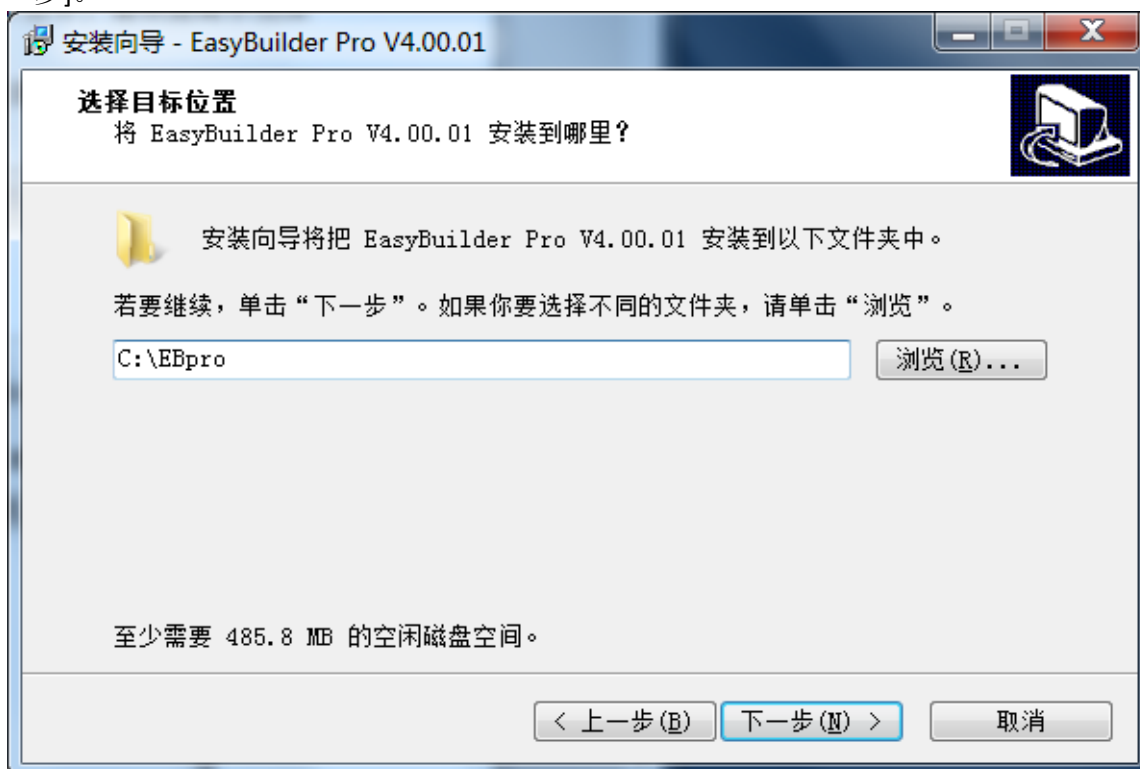 步]。
安装向导 - EasyBuilder Pro V4.00.01
选择目标位置
将 EasyBuilder Pro V4.00.01 安装到哪里?
安装向导将把 EasyBuilder Pro V4.00.01 安装到以下文件夹中。
若要继续，单击“下一步”。如果你要选择不同的文件夹，请单击“浏览”。
C:\EBpro
浏览(R)...
至少需要 485.8 MB 的空闲磁盘空间。
< 上一步(B) 下一步(N) > 取消